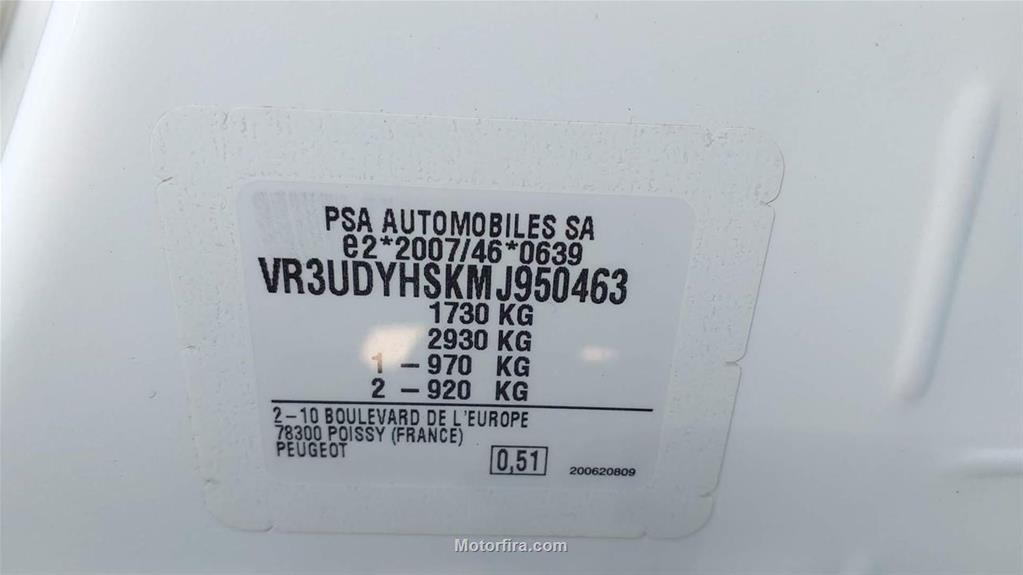 PSA AUTOMOBILES SA
e2*2007/46*0639
VR3UDYHSKMJ950463
1730 KG
2930 KG
1 – 970 KG
2 – 920 KG
2–10 BOULEVARD DE L'EUROPE
78300 POISSY (FRANCE)
PEUGEOT
0,51
200620809
Motorfira.com